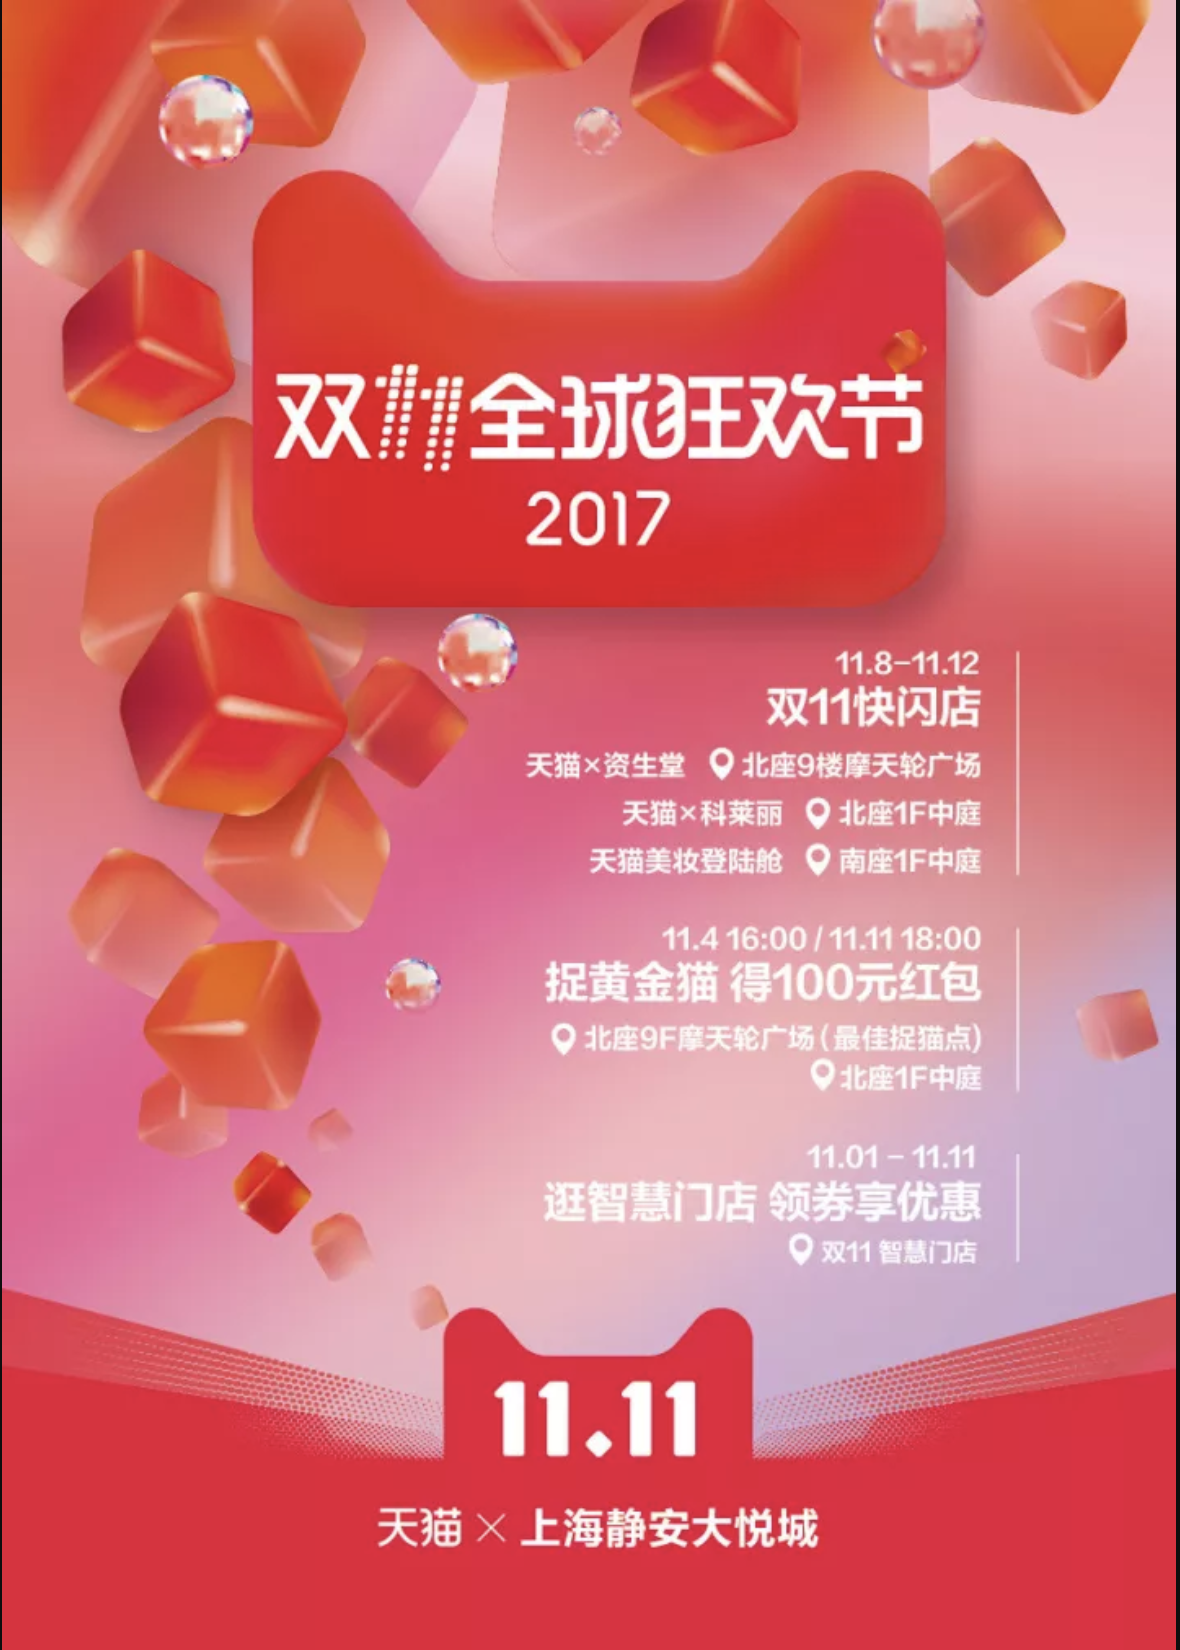 双11全球狂欢节
2017
11.8-11.12
双11快闪店
天猫×资生堂 北座9楼摩天轮广场
天猫×科莱丽 北座1F中庭
天猫美妆登陆舱 南座1F中庭
11.4 16:00 / 11.11 18:00
捉黄金猫 得100元红包
北座9F摩天轮广场(最佳捉猫点)
北座1F中庭
11.01 - 11.11
逛智慧门店 领券享优惠
双11 智慧门店
11.11
天猫 × 上海静安大悦城